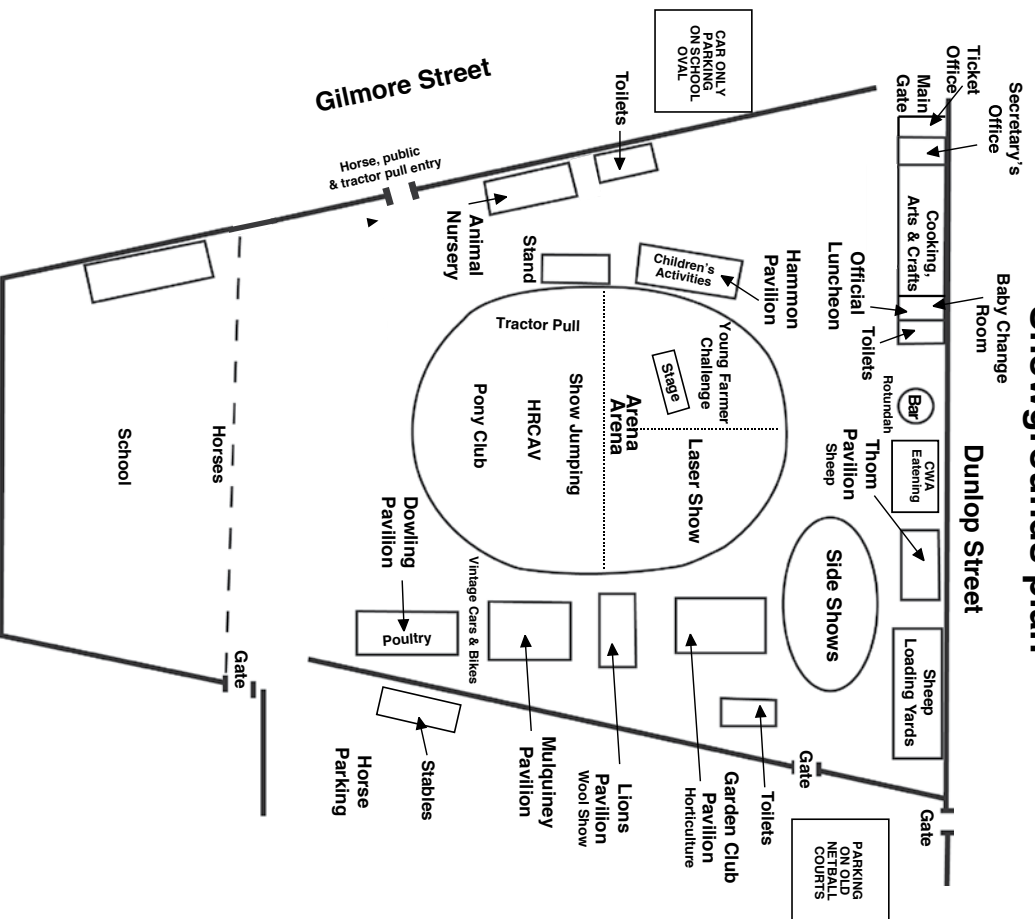 Showgrounds plan
Dunlop Street
Secretary's
Office
Ticket
Office
Main
Gate
Baby Change
Room
Cooking,
Arts & Crafts
Official
Luncheon
Toilets
Bar
Rotundah
CWA
Eatening
Thom
Pavilion
Sheep
Sheep
Loading Yards
Gate
Side Shows
Gate
PARKING
ON OLD
NETBALL
COURTS
CAR ONLY
PARKING
ON SCHOOL
OVAL
Toilets
Hammon
Pavilion
Children's
Activities
Young Farmer
Challenge
Stage
Laser Show
Arena
Arena
Toilets
Garden Club
Pavilion
Horticulture
Lions
Pavilion
Wool Show
Stand
Animal
Nursery
Tractor Pull
Show Jumping
HRCAV
Pony Club
Mulquiney
Pavilion
Vintage Cars & Bikes
Dowling
Pavilion
Poultry
Stables
Horse
Parking
Gilmore Street
Horse, public
& tractor pull entry
Horses
Gate
School